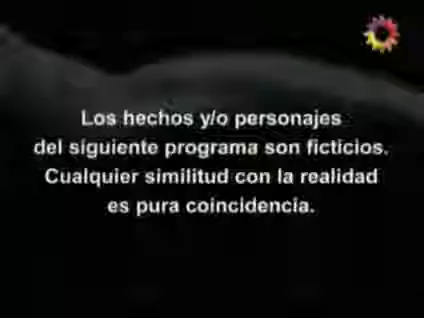 Los hechos y/o personajes
del siguiente programa son ficticios.
Cualquier similitud con la realidad
es pura coincidencia.